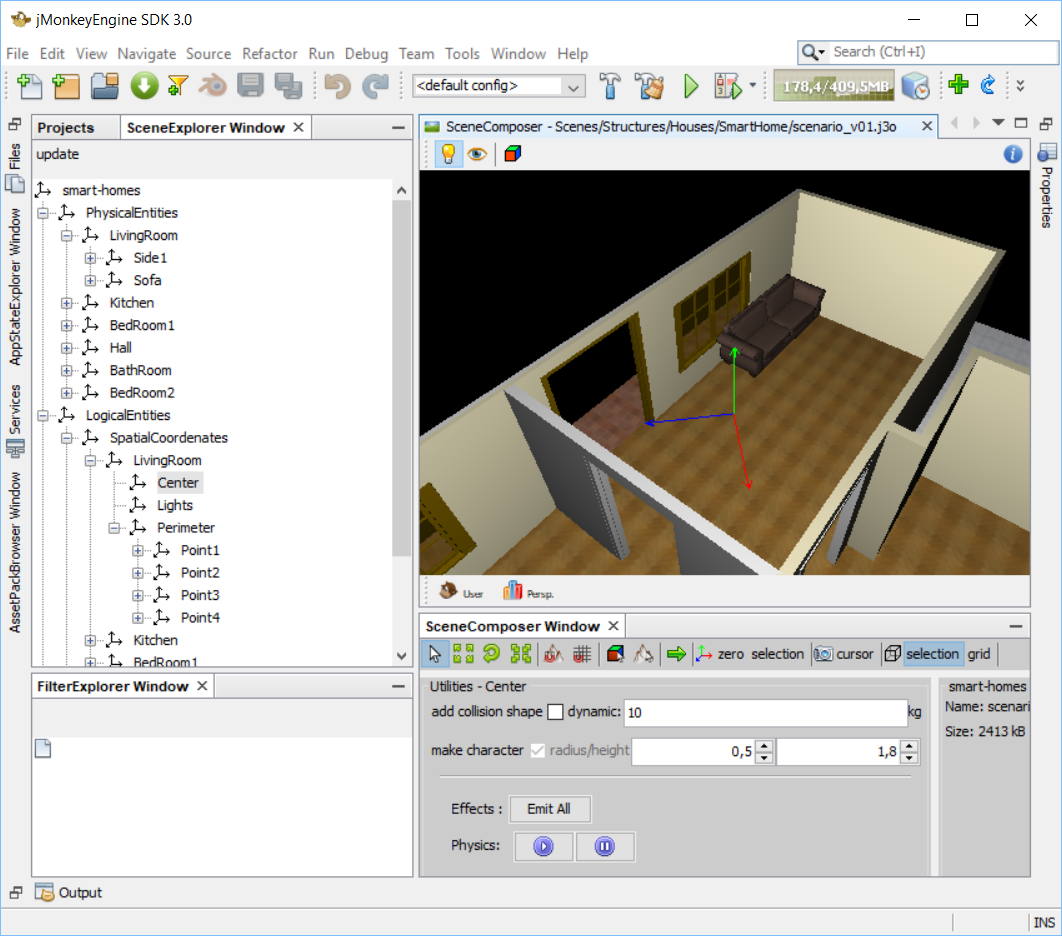 jMonkeyEngine SDK 3.0
File Edit View Navigate Source Refactor Run Debug Team Tools Window Help
Search (Ctrl+I)
<default config>
178,4/409,5MB
Files
AppStateExplorer Window
Services
AssetPackBrowser Window
Projects
SceneExplorer Window
update
smart-homes
PhysicalEntities
LivingRoom
Side1
Sofa
Kitchen
BedRoom1
Hall
BathRoom
BedRoom2
LogicalEntities
SpatialCoordenates
LivingRoom
Center
Lights
Perimeter
Point1
Point2
Point3
Point4
Kitchen
BedRoom1
FilterExplorer Window
SceneComposer - Scenes/Structures/Houses/SmartHome/scenario_v01.j3o
Properties
User
Persp.
SceneComposer Window
zero selection cursor selection grid
Utilities - Center
add collision shape dynamic: 10 kg
make character radius/height 0,5 1,8
Effects : Emit All
Physics:
smart-homes
Name: scenari
Size: 2413 kB
Output
INS